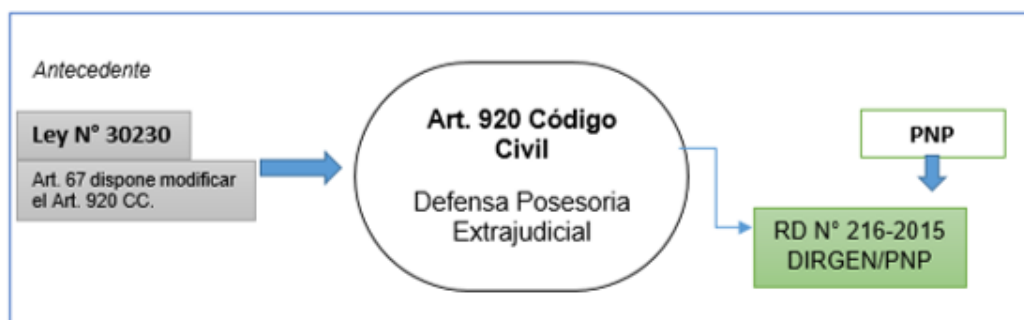 Antecedente
Ley N° 30230
Art. 67 dispone modificar
el Art. 920 CC.
Art. 920 Código
Civil
Defensa Posesoria
Extrajudicial
PNP
RD N° 216-2015
DIRGEN/PNP